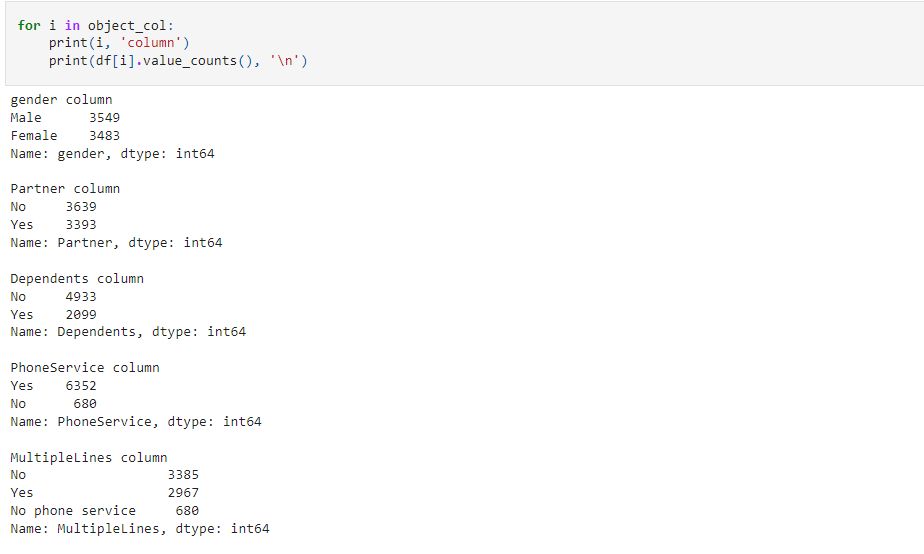 for i in object_col:
    print(i, 'column')
    print(df[i].value_counts(), '\n')
gender column
Male      3549
Female    3483
Name: gender, dtype: int64
Partner column
No     3639
Yes    3393
Name: Partner, dtype: int64
Dependents column
No     4933
Yes    2099
Name: Dependents, dtype: int64
PhoneService column
Yes    6352
No      680
Name: PhoneService, dtype: int64
MultipleLines column
No                  3385
Yes                 2967
No phone service     680
Name: MultipleLines, dtype: int64